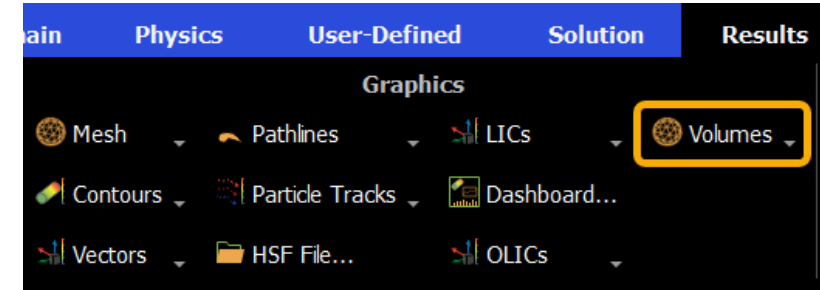 ain Physics User-Defined Solution Results
Graphics
Mesh Pathlines LICs Volumes
Contours Particle Tracks Dashboard...
Vectors HSF File... OLICs